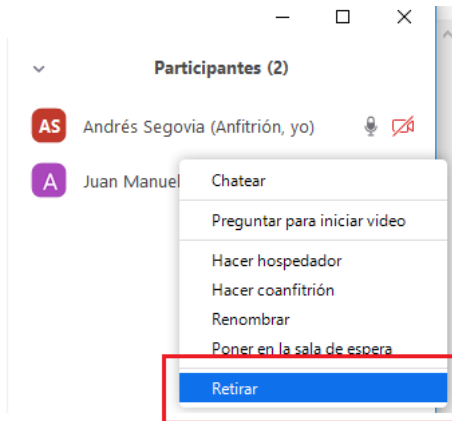 Participantes (2)
AS Andrés Segovia (Anfitrión, yo)
A Juan Manuel
Chatear
Preguntar para iniciar video
Hacer hospedador
Hacer coanfitrión
Renombrar
Poner en la sala de espera
Retirar